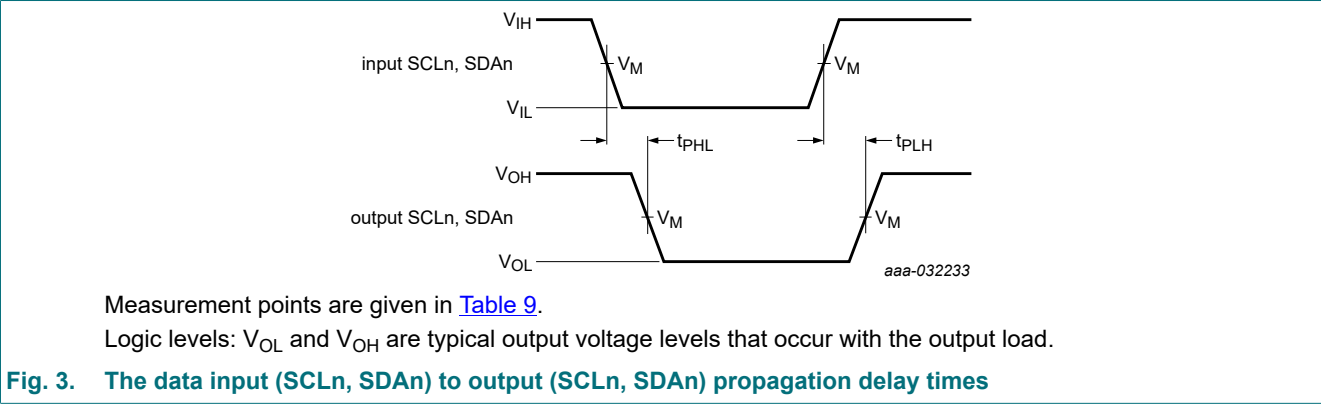 VIH
input SCLn, SDAn
VM
VM
VIL
tPHL
tPLH
VOH
output SCLn, SDAn
VM
VM
VOL
aaa-032233
Measurement points are given in Table 9.
Logic levels: VOL and VOH are typical output voltage levels that occur with the output load.
Fig. 3. The data input (SCLn, SDAn) to output (SCLn, SDAn) propagation delay times